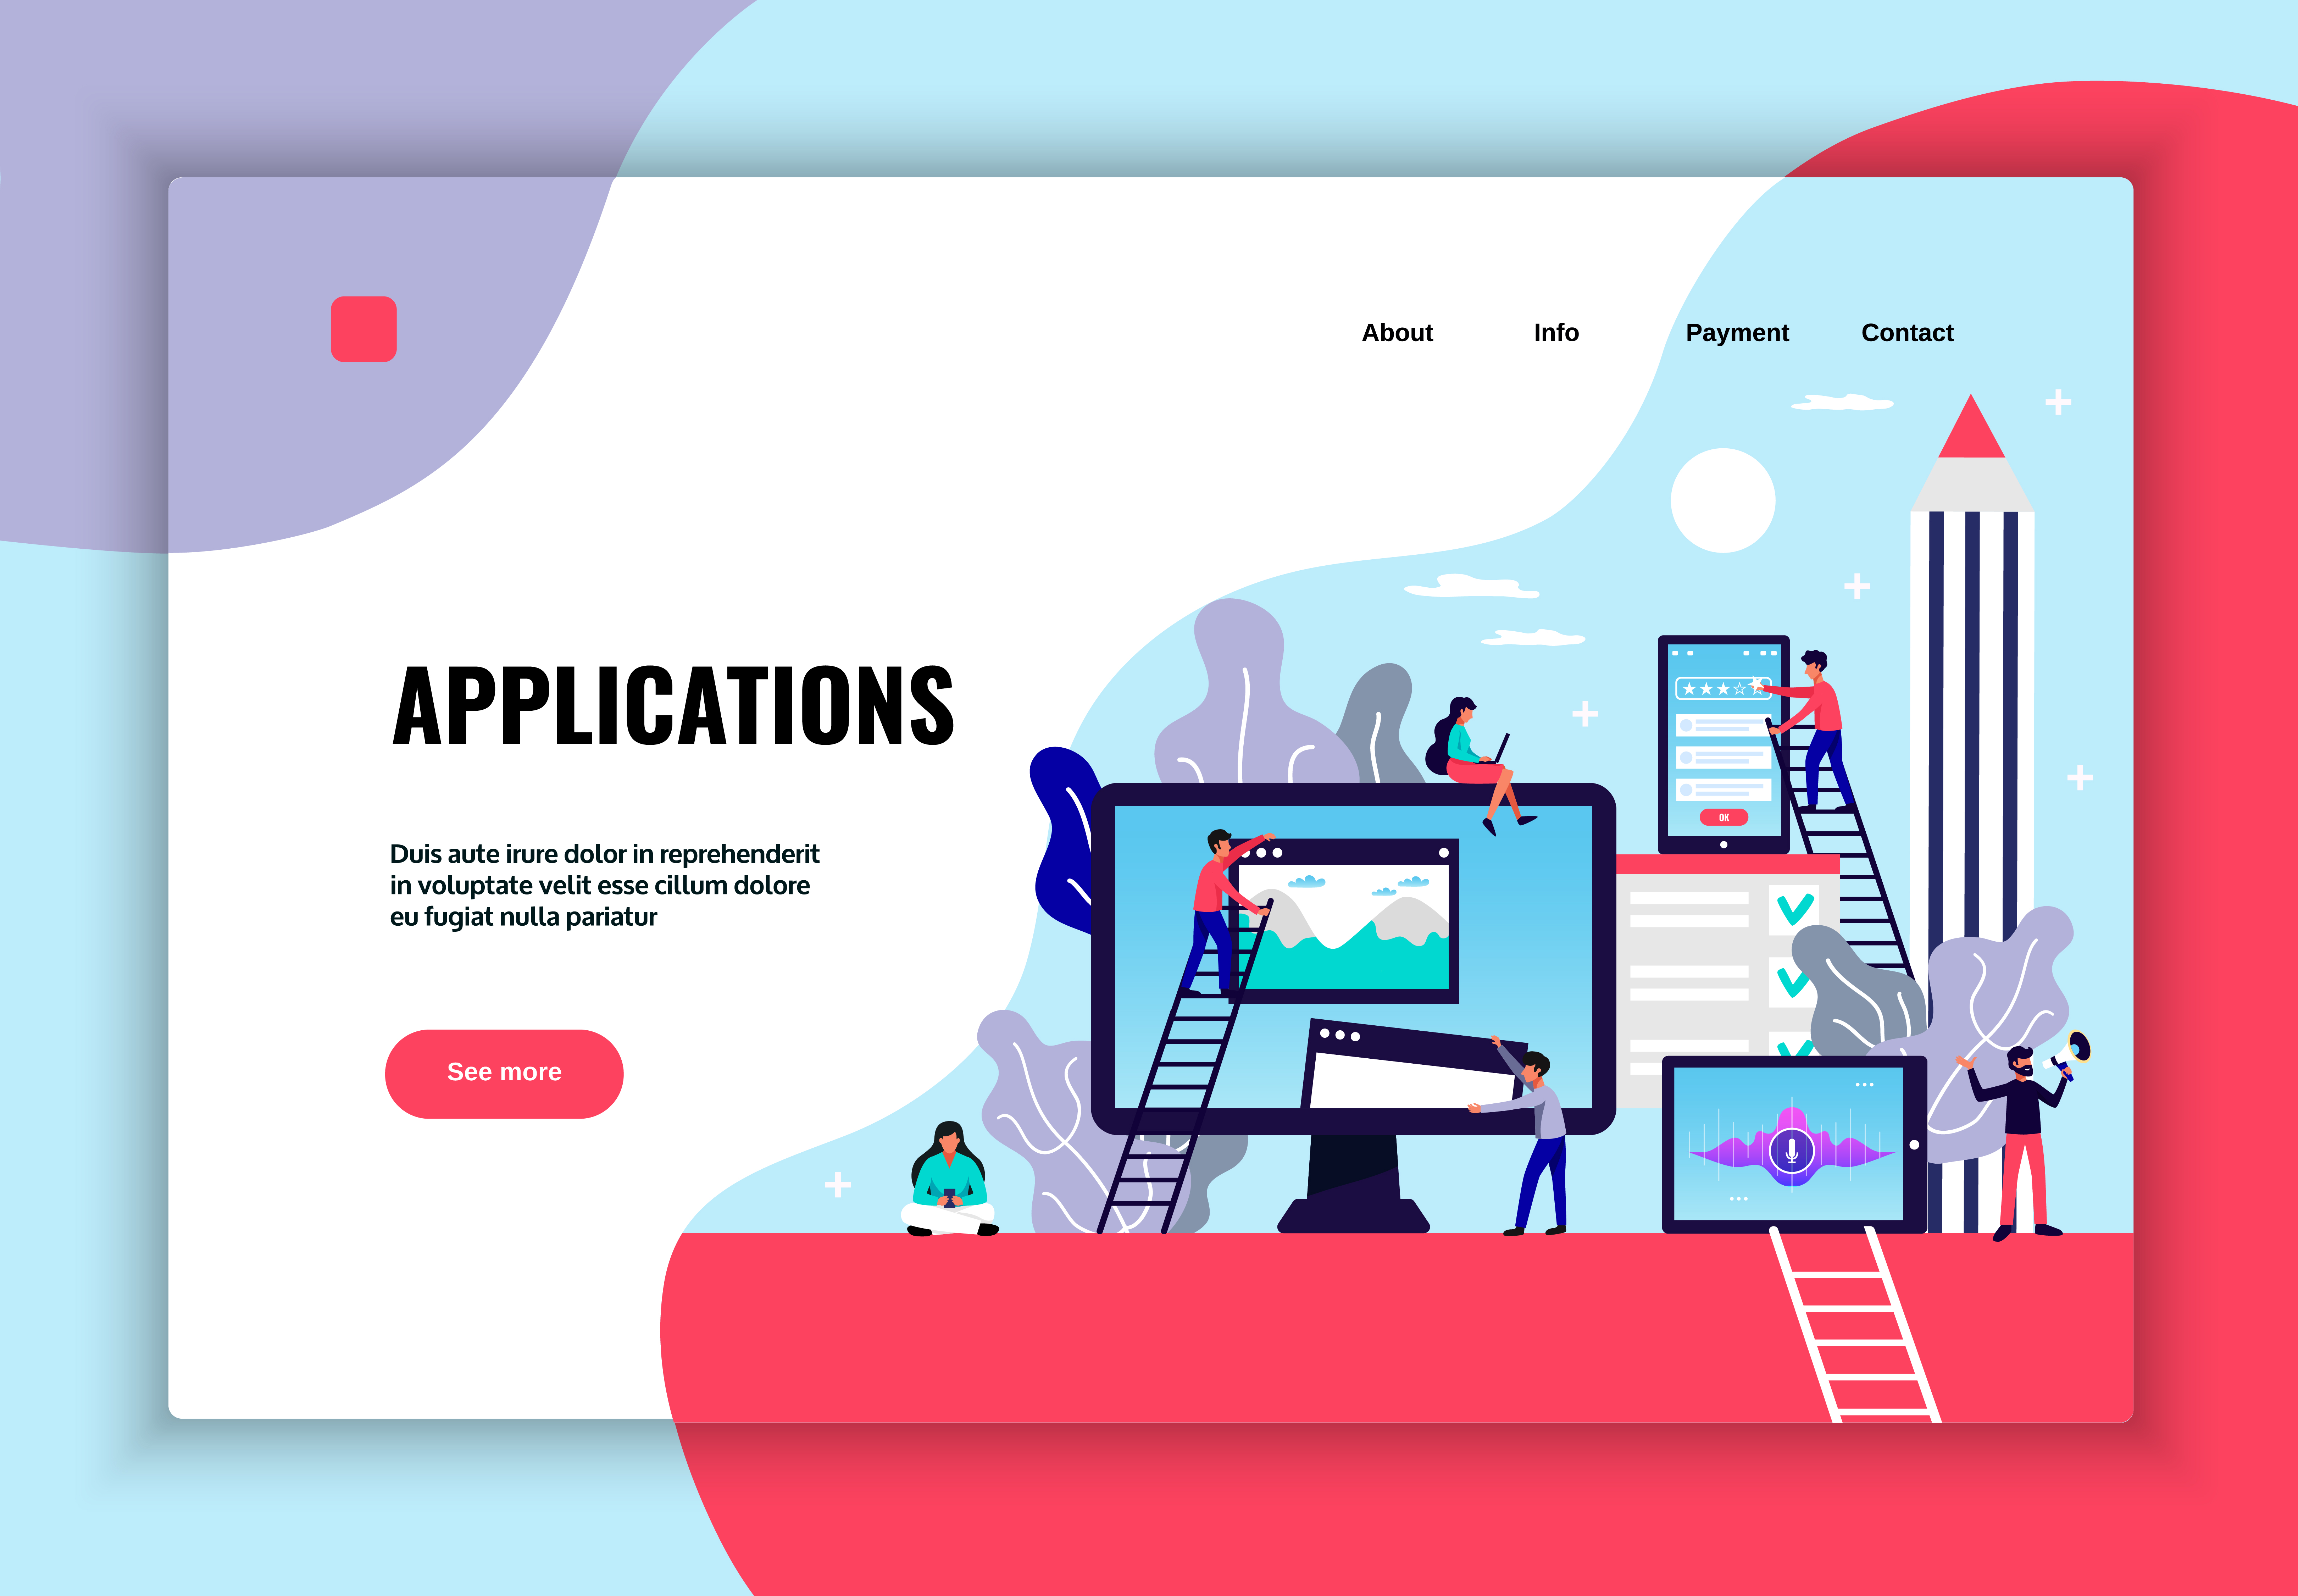 About Info Payment Contact
APPLICATIONS
Duis aute irure dolor in reprehenderit
in voluptate velit esse cillum dolore
eu fugiat nulla pariatur
See more
OK